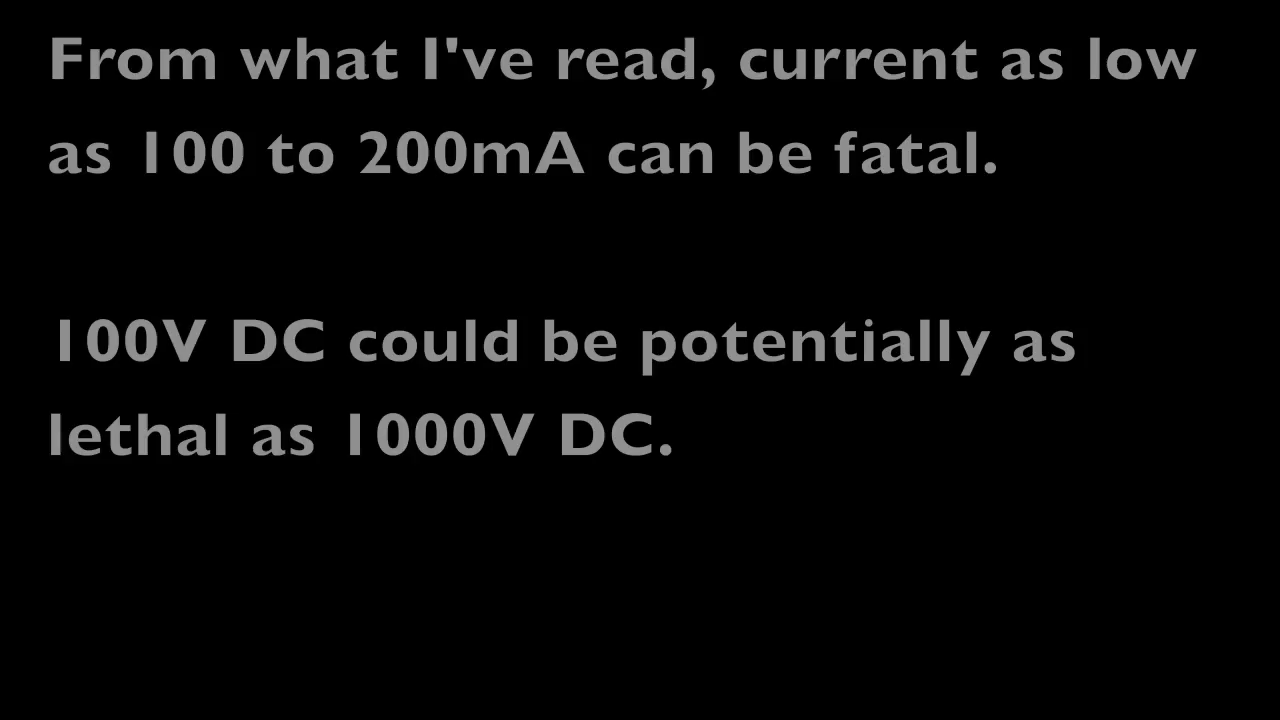 From what I've read, current as low
as 100 to 200mA can be fatal.
100V DC could be potentially as
lethal as 1000V DC.